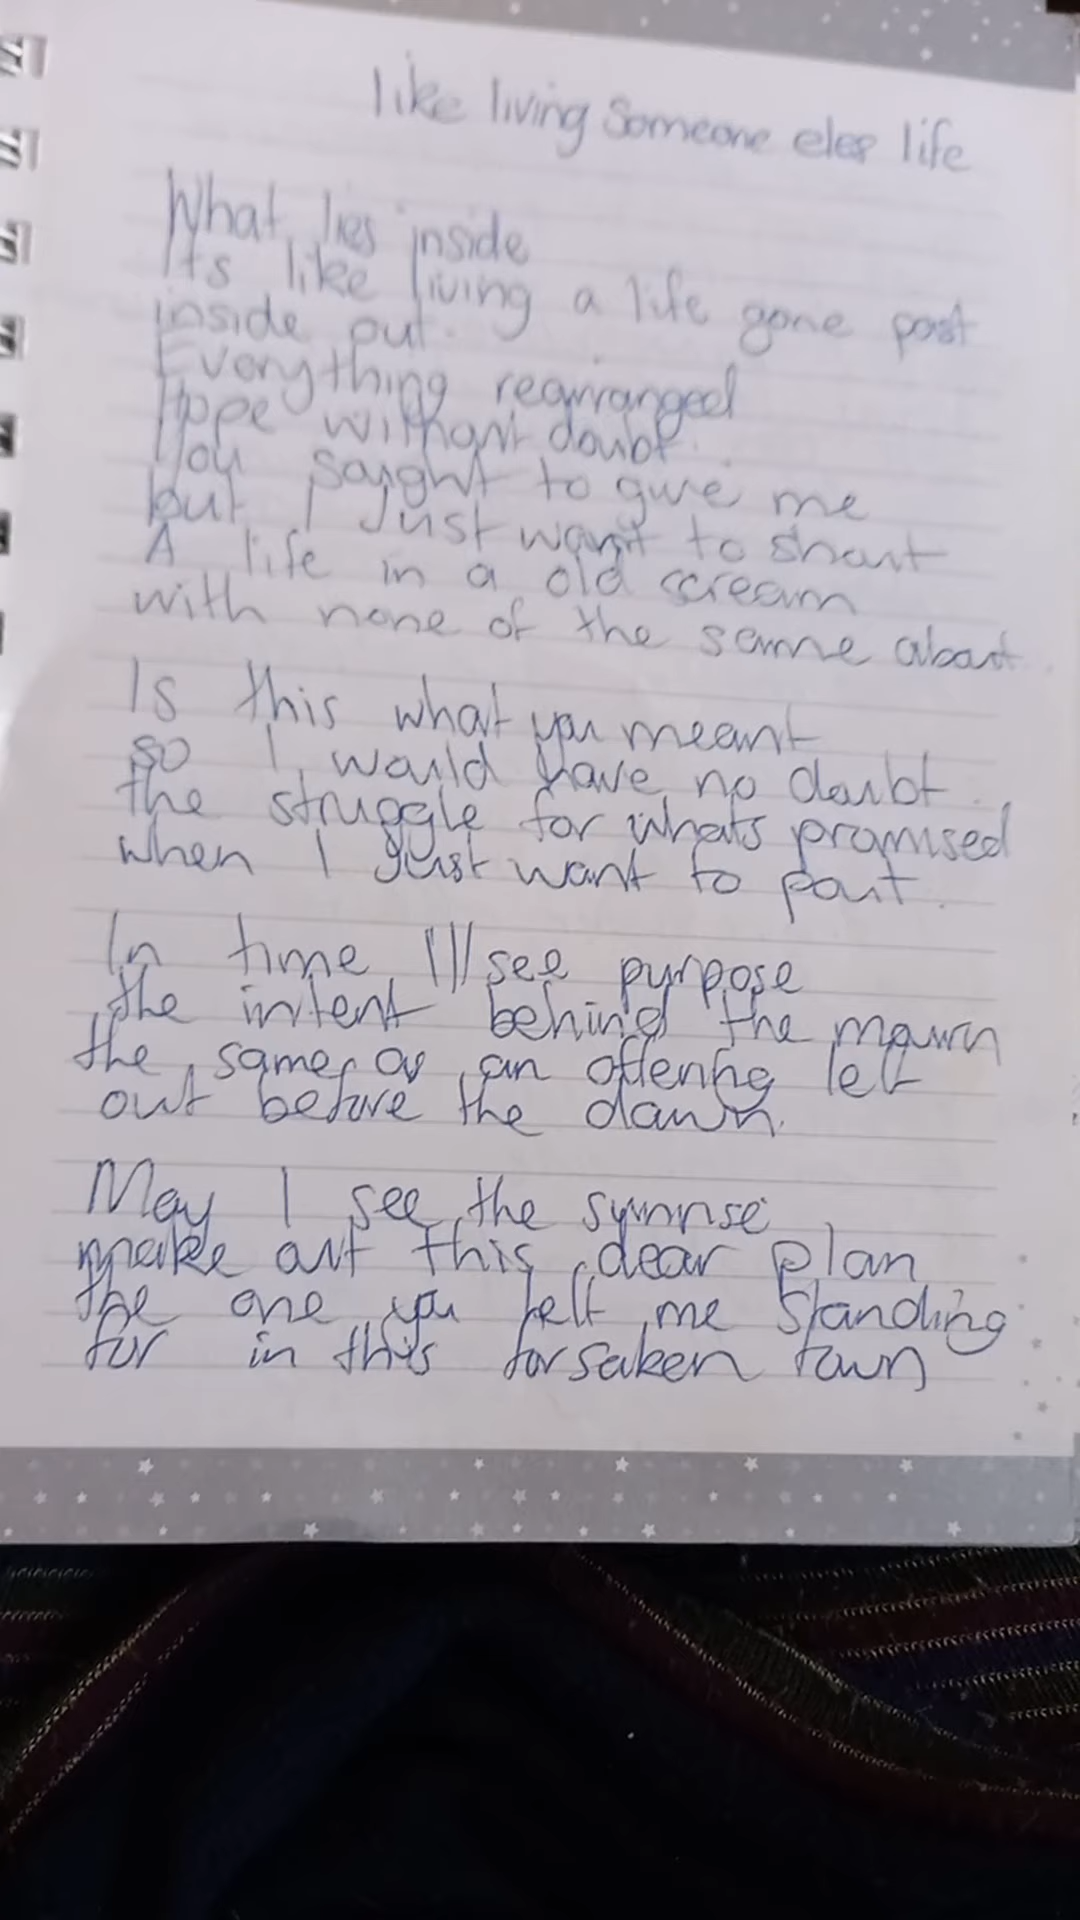 like living Someone eles life
What lies inside
Its like living a life gone past
inside out.
Everything rearranged
Hope without doubt.
You sought to give me
but I Just want to shout
A life in a old scream
with none of the same about
Is this what you meant
so I would have no doubt
the struggle for whats promised
when I Just want to pout.
In time I'll see purpose
the intent behind the mourn
the same as an offering left
out before the dawn.
May I see the sunrise
make out this dear plan
the one you left me standing
for in this forsaken town